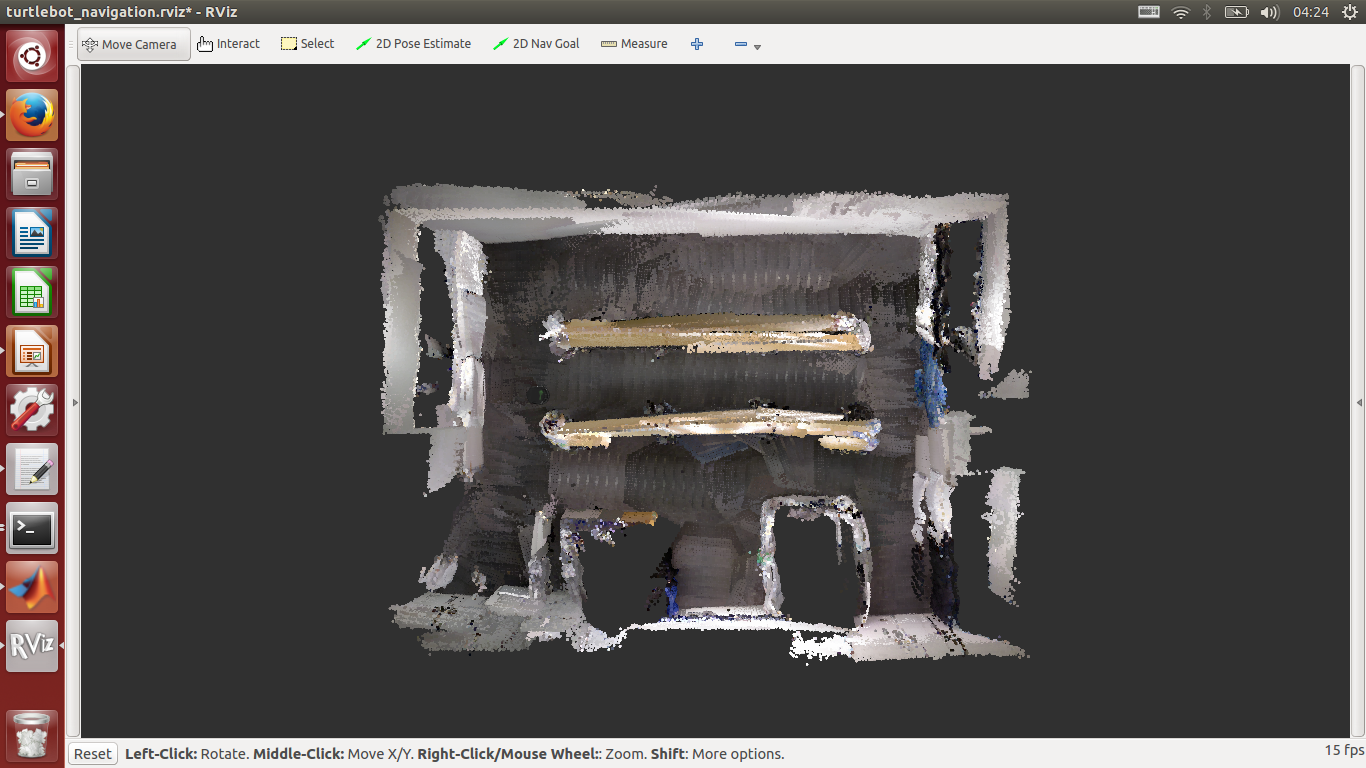 turtlebot_navigation.rviz* - RViz
04:24
Move Camera Interact Select 2D Pose Estimate 2D Nav Goal Measure
RViz
Reset Left-Click: Rotate. Middle-Click: Move X/Y. Right-Click/Mouse Wheel:: Zoom. Shift: More options.
15 fps